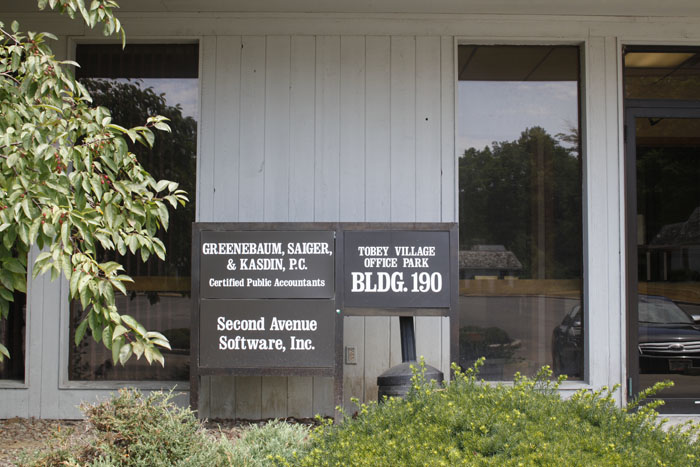 GREENEBAUM, SAIGER,
& KASDIN, P.C.
Certified Public Accountants
Second Avenue
Software, Inc.
TOBEY VILLAGE
OFFICE PARK
BLDG. 190